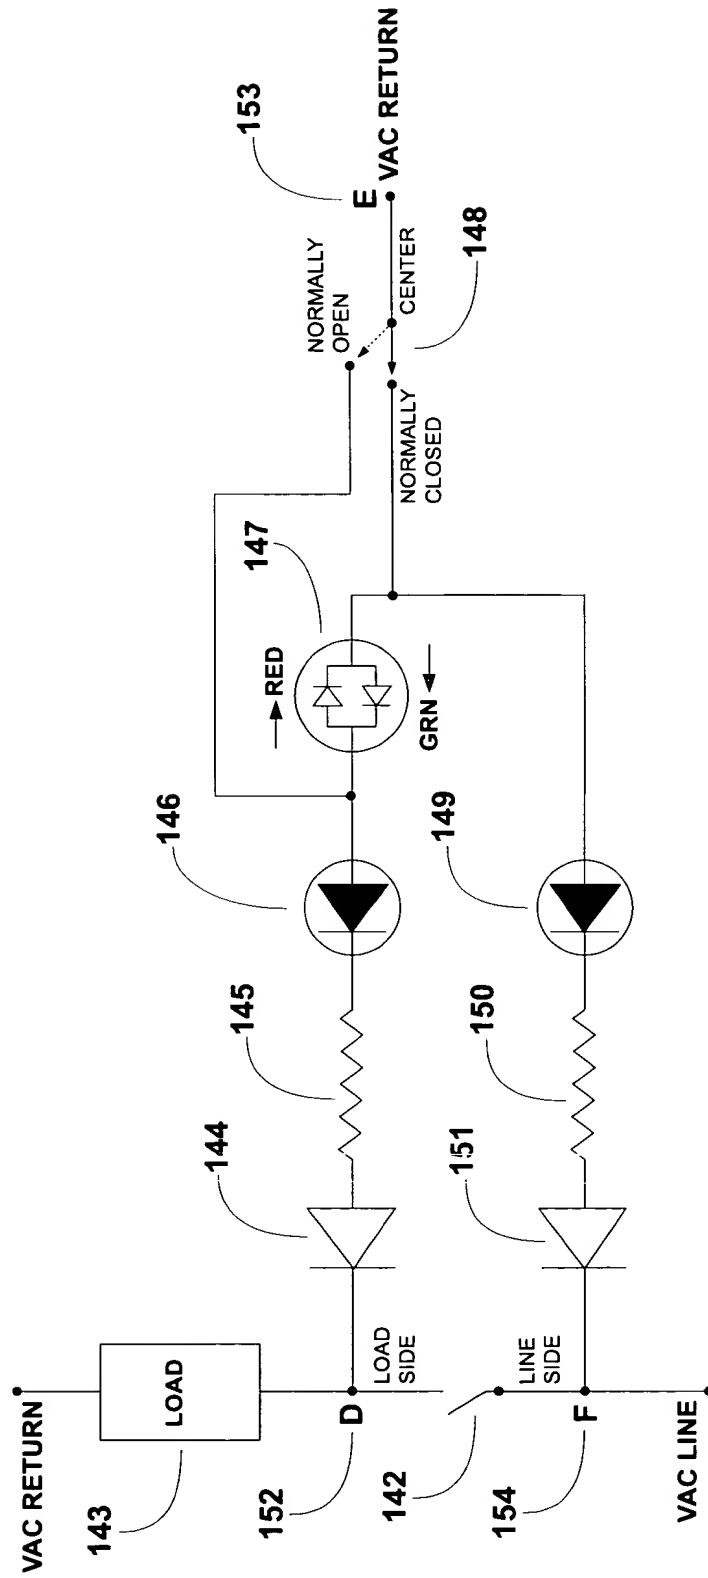 VAC RETURN
143
LOAD
152
D
LOAD
SIDE
142
LINE
SIDE
154
F
VAC LINE
144
145
146
151
150
149
147
RED
GRN
NORMALLY
OPEN
NORMALLY
CLOSED
CENTER
148
153
E
VAC RETURN